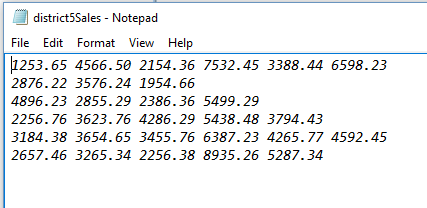 district5Sales - Notepad
File Edit Format View Help
1253.65 4566.50 2154.36 7532.45 3388.44 6598.23
2876.22 3576.24 1954.66
4896.23 2855.29 2386.36 5499.29
2256.76 3623.76 4286.29 5438.48 3794.43
3184.38 3654.65 3455.76 6387.23 4265.77 4592.45
2657.46 3265.34 2256.38 8935.26 5287.34